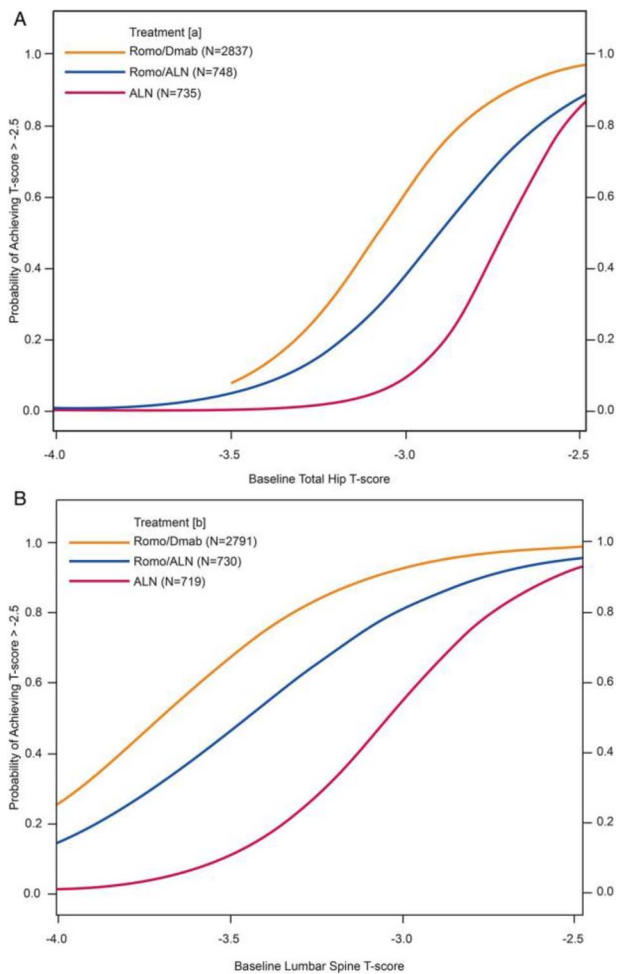 A
Treatment [a]
Romo/Dmab (N=2837)
Romo/ALN (N=748)
ALN (N=735)
Probability of Achieving T-score > -2.5
1.0
0.8
0.6
0.4
0.2
0.0
1.0
0.8
0.6
0.4
0.2
0.0
-4.0 -3.5 -3.0 -2.5
Baseline Total Hip T-score
B
Treatment [b]
Romo/Dmab (N=2791)
Romo/ALN (N=730)
ALN (N=719)
Probability of Achieving T-score > -2.5
1.0
0.8
0.6
0.4
0.2
0.0
1.0
0.8
0.6
0.4
0.2
0.0
-4.0 -3.5 -3.0 -2.5
Baseline Lumbar Spine T-score